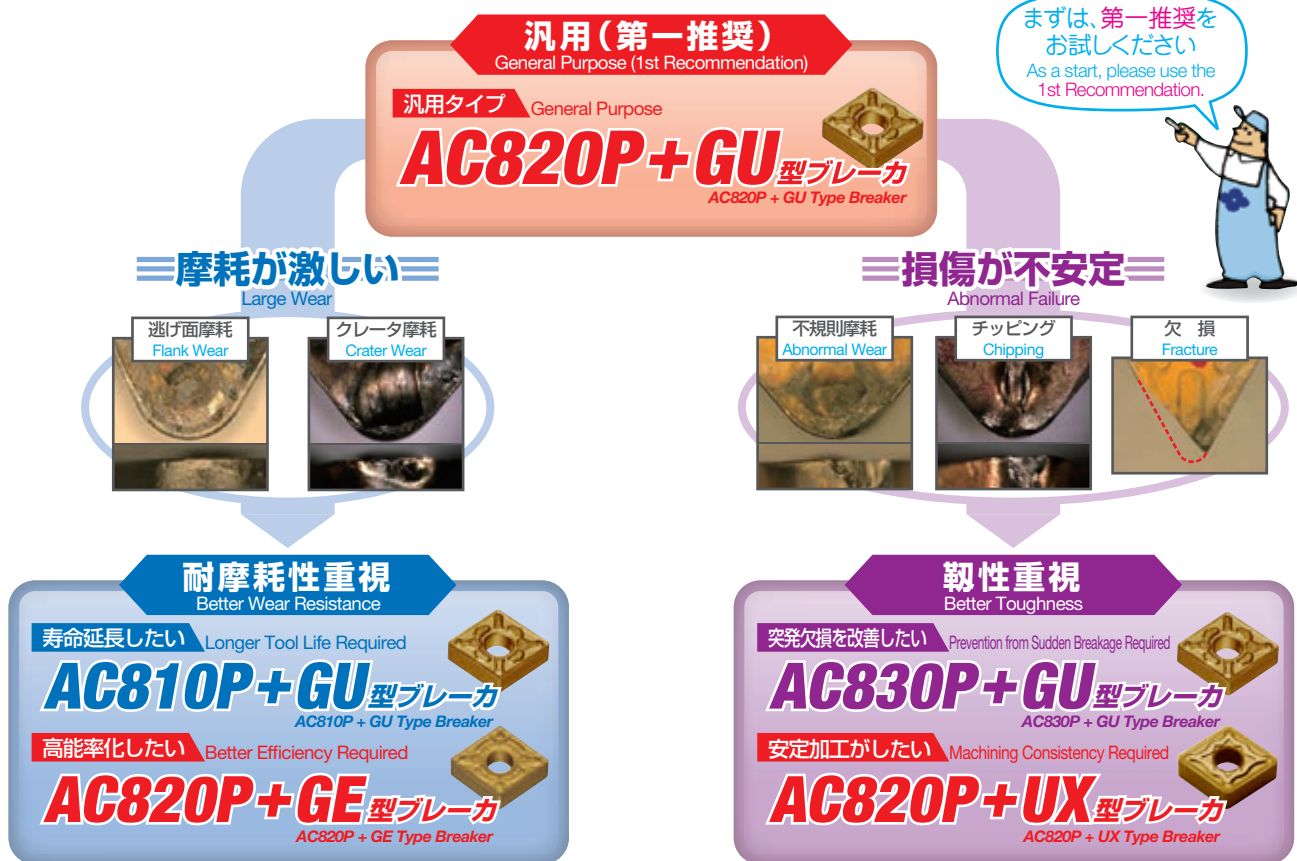 汎用（第一推奨）
General Purpose (1st Recommendation)
まずは、第一推奨を
お試しください
As a start, please use the
1st Recommendation.
汎用タイプ General Purpose
AC820P+GU型ブレーカ
AC820P + GU Type Breaker
摩耗が激しい
Large Wear
逃げ面摩耗
Flank Wear
クレータ摩耗
Crater Wear
損傷が不安定
Abnormal Failure
不規則摩耗
Abnormal Wear
チッピング
Chipping
欠 損
Fracture
耐摩耗性重視
Better Wear Resistance
寿命延長したい Longer Tool Life Required
AC810P+GU型ブレーカ
AC810P + GU Type Breaker
高能率化したい Better Efficiency Required
AC820P+GE型ブレーカ
AC820P + GE Type Breaker
靱性重視
Better Toughness
突発欠損を改善したい Prevention from Sudden Breakage Required
AC830P+GU型ブレーカ
AC830P + GU Type Breaker
安定加工がしたい Machining Consistency Required
AC820P+UX型ブレーカ
AC820P + UX Type Breaker